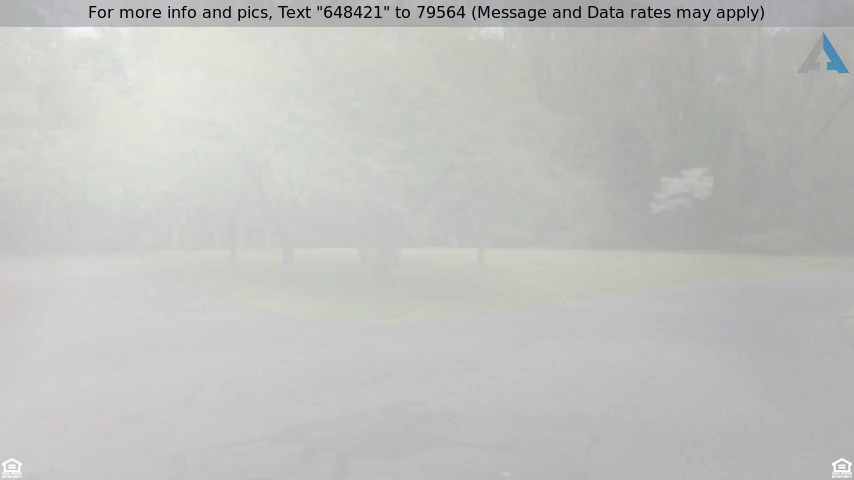 For more info and pics, Text "648421" to 79564 (Message and Data rates may apply)